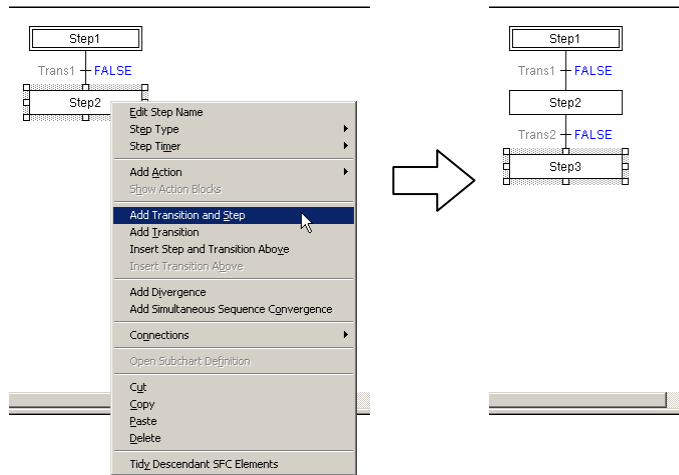 Step1
Trans1 FALSE
Step2
Edit Step Name
Step Type
Step Timer
Add Action
Show Action Blocks
Add Transition and Step
Add Transition
Insert Step and Transition Above
Insert Transition Above
Add Divergence
Add Simultaneous Sequence Convergence
Connections
Open Subchart Definition
Cut
Copy
Paste
Delete
Tidy Descendant SFC Elements
Step1
Trans1 FALSE
Step2
Trans2 FALSE
Step3